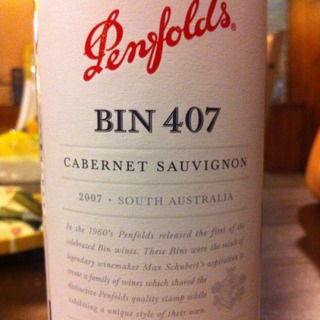 Penfolds
BIN 407
CABERNET SAUVIGNON
2007 · SOUTH AUSTRALIA
In the 1960's Penfolds released the first of the
celebrated Bin wines. These Bins were the result of
legendary winemaker Max Schubert's aspiration to
create a family of wines which shared the
distinctive Penfolds quality stamp while
exhibiting a unique style of their own.